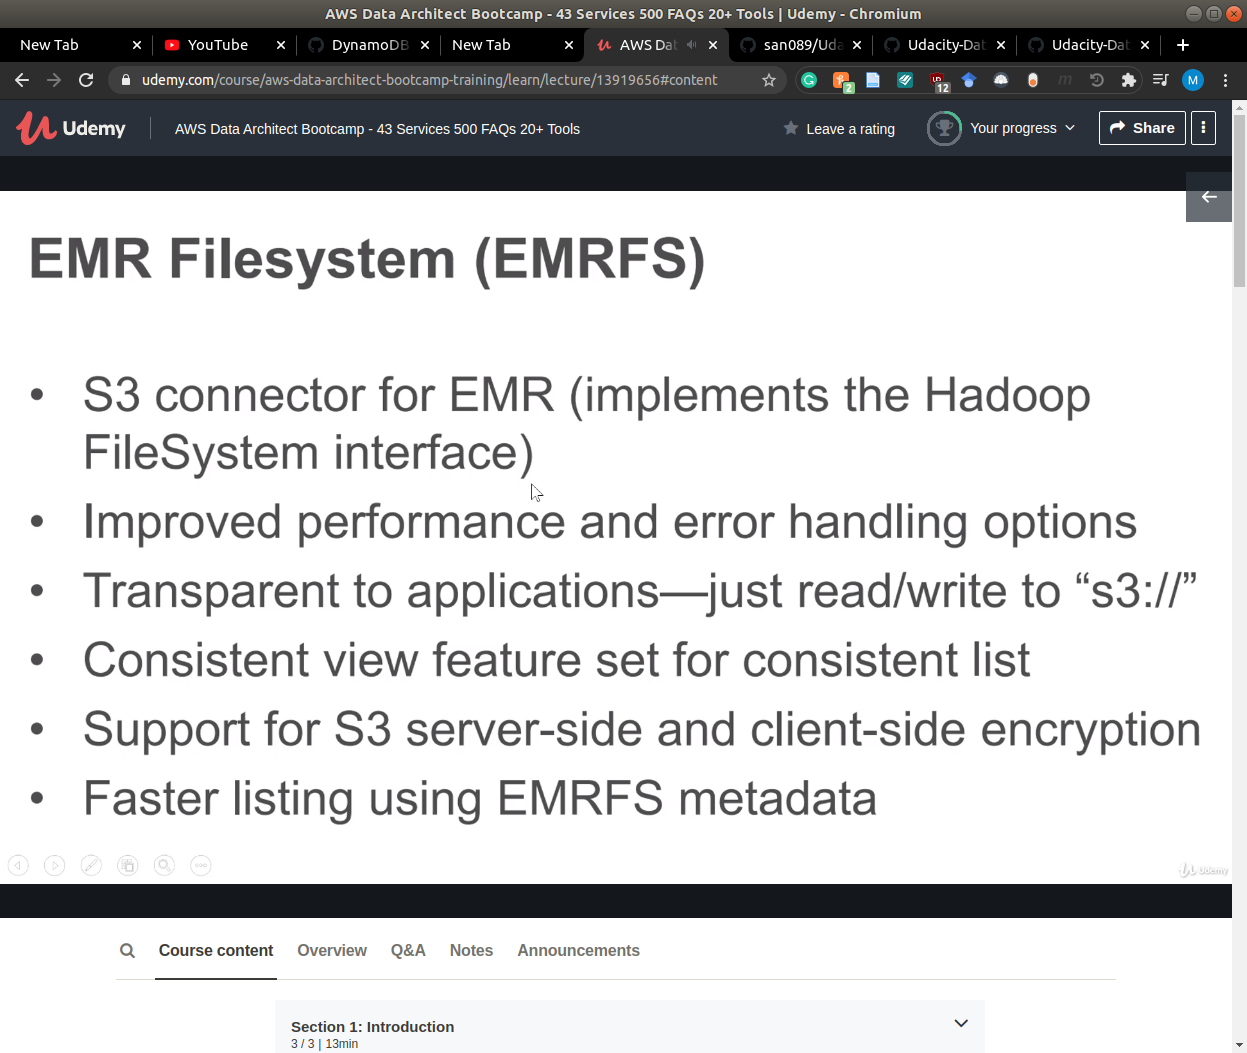 AWS Data Architect Bootcamp - 43 Services 500 FAQs 20+ Tools | Udemy - Chromium
New Tab
YouTube
DynamoDB
New Tab
AWS Dat
san089/Uda
Udacity-Dat
Udacity-Dat
udemy.com/course/aws-data-architect-bootcamp-training/learn/lecture/13919656#content
2
12
M
Udemy
AWS Data Architect Bootcamp - 43 Services 500 FAQs 20+ Tools
Leave a rating
Your progress
Share
EMR Filesystem (EMRFS)
• S3 connector for EMR (implements the Hadoop
FileSystem interface)
• Improved performance and error handling options
• Transparent to applications—just read/write to “s3://”
• Consistent view feature set for consistent list
• Support for S3 server-side and client-side encryption
• Faster listing using EMRFS metadata
Udemy
Course content
Overview
Q&A
Notes
Announcements
Section 1: Introduction
3 / 3 | 13min